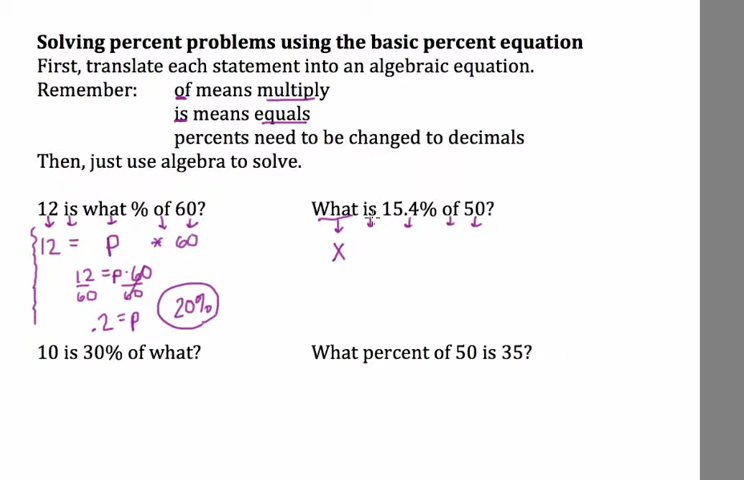 Solving percent problems using the basic percent equation
First, translate each statement into an algebraic equation.
Remember: of means multiply
is means equals
percents need to be changed to decimals
Then, just use algebra to solve.
12 is what % of 60? What is 15.4% of 50?
12 = P * 60 X
12 = P · 60
60 60
20%
.2 = P
10 is 30% of what? What percent of 50 is 35?